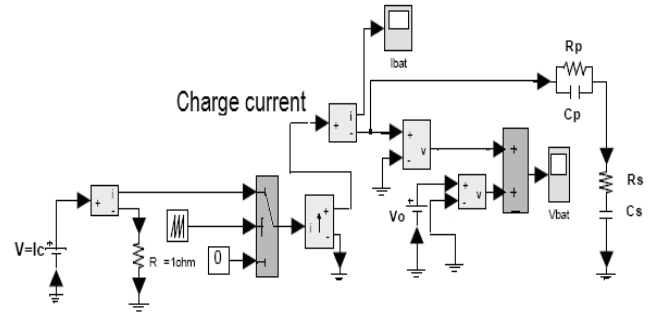 Ibat
Rp
Cp
Charge current
+
i
-
+
-
v
+
-
v
+
+
Vo
Vbat
Rs
Cs
V=Ic
+
i
-
R =1ohm
0
i
+
-